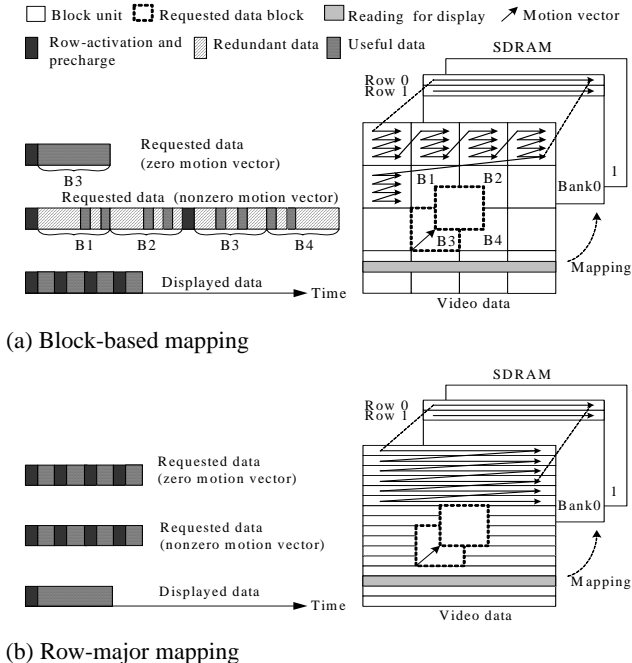 Block unit Requested data block Reading for display Motion vector
Row-activation and precharge Redundant data Useful data
SDRAM
Row 0
Row 1
Requested data
(zero motion vector)
B3
Requested data (nonzero motion vector)
B1 B2 B3 B4
Displayed data
Time
B1 B2
B3 B4
Bank0
1
Mapping
Video data
(a) Block-based mapping
SDRAM
Row 0
Row 1
Requested data
(zero motion vector)
Requested data
(nonzero motion vector)
Displayed data
Time
Bank0
1
Mapping
Video data
(b) Row-major mapping